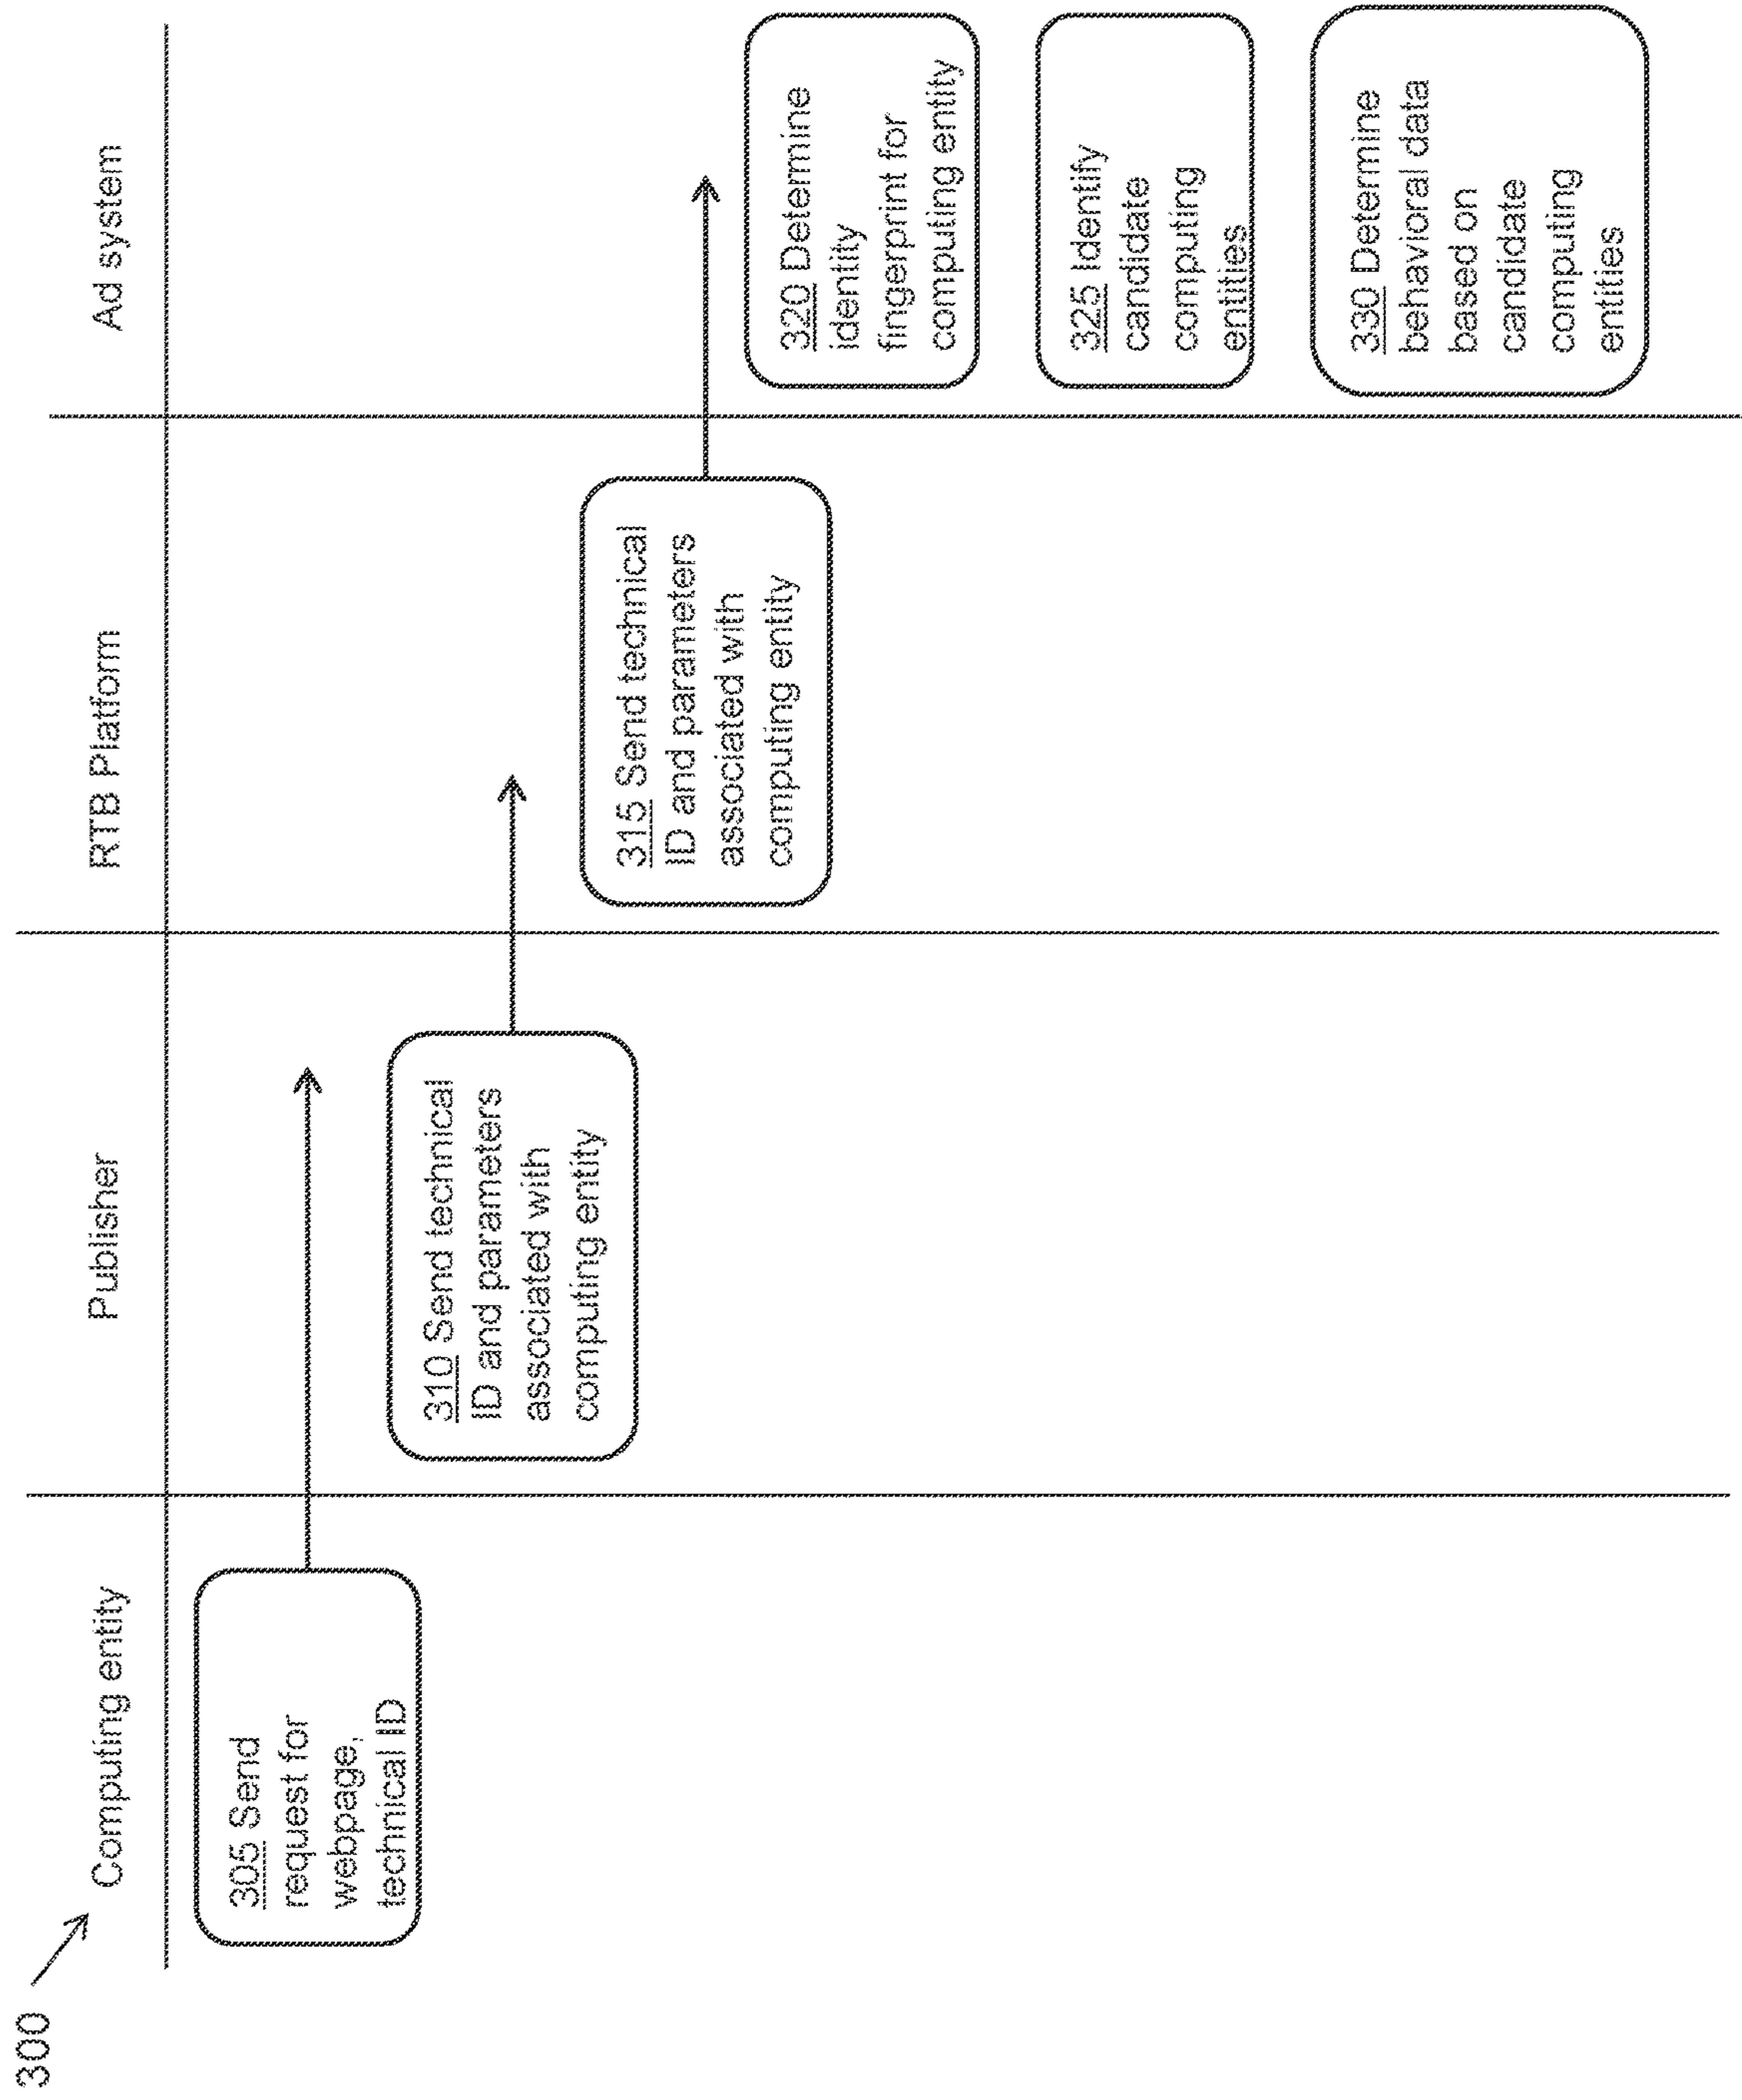 300
Computing entity
Publisher
RTB Platform
Ad system
305 Send
request for
webpage,
technical ID
310 Send technical
ID and parameters
associated with
computing entity
315 Send technical
ID and parameters
associated with
computing entity
320 Determine
identity
fingerprint for
computing entity
325 Identify
candidate
computing
entities
330 Determine
behavioral data
based on
candidate
computing
entities